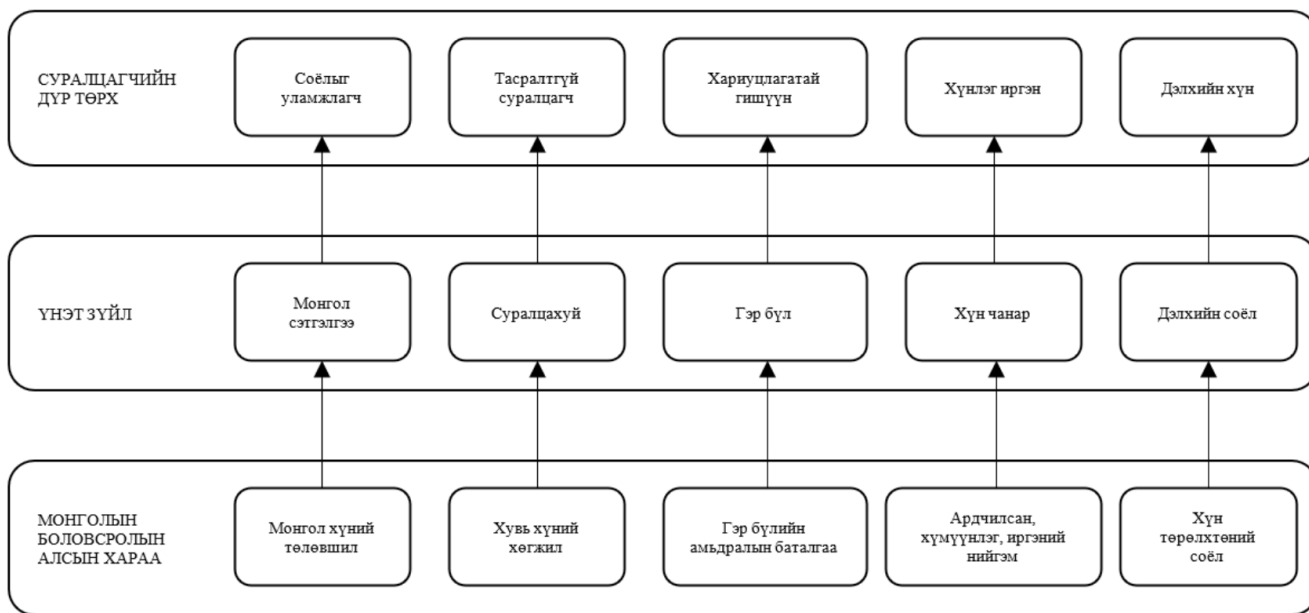 СУРАЛЦАГЧИЙН
ДҮР ТӨРХ
Соёлыг
уламжлагч
Тасралтгүй
суралцагч
Хариуцлагатай
гишүүн
Хүнлэг иргэн
Дэлхийн хүн
ҮНЭТ ЗҮЙЛ
Монгол
сэтгэлгээ
Суралцахуй
Гэр бүл
Хүн чанар
Дэлхийн соёл
МОНГОЛЫН
БОЛОВСРОЛЫН
АЛСЫН ХАРАА
Монгол хүний
төлөвшил
Хувь хүний
хөгжил
Гэр бүлийн
амьдралын баталгаа
Ардчилсан,
хүмүүнлэг, иргэний
нийгэм
Хүн
төрөлхтөний
соёл